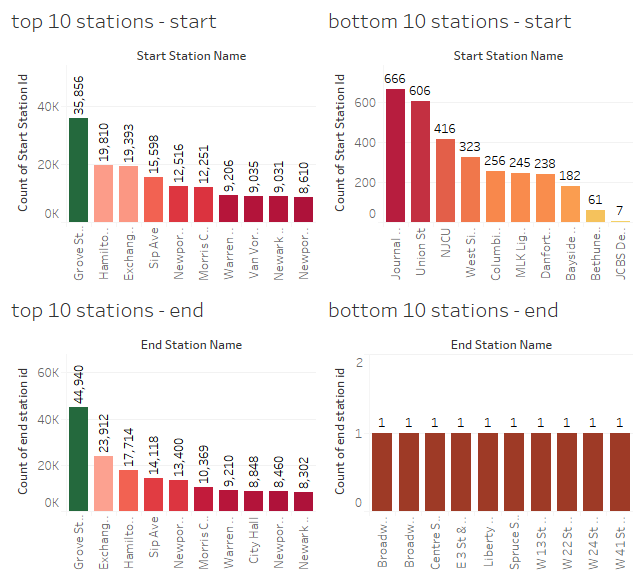 top 10 stations - start
Start Station Name
Count of Start Station Id
40K
20K
0K
35,856
19,810
19,393
15,598
12,516
12,251
9,206
9,035
9,031
8,610
Grove St..
Hamilto..
Exchang..
Sip Ave
Newpor..
Morris C..
Warren ..
Van Vor..
Newark ..
Newpor..
bottom 10 stations - start
Start Station Name
Count of Start Station Id
600
400
200
0
666
606
416
323
256
245
238
182
61
7
Journal ..
Union St
NJCU
West Si..
Columbi..
MLK Lig..
Danfort..
Bayside..
Bethune..
JCBS De..
top 10 stations - end
End Station Name
Count of end station id
60K
40K
20K
0K
44,940
23,912
17,714
14,118
13,400
10,369
9,210
8,848
8,460
8,302
Grove St..
Exchang..
Hamilto..
Sip Ave
Newpor..
Morris C..
Warren ..
City Hall
Newpor..
Newark ..
bottom 10 stations - end
End Station Name
Count of end station id
2
1
0
1
1
1
1
1
1
1
1
1
1
Broadw..
Broadw..
Centre S..
E 3 St & ..
Liberty ..
Spruce S..
W 13 St ..
W 22 St ..
W 24 St ..
W 41 St ..